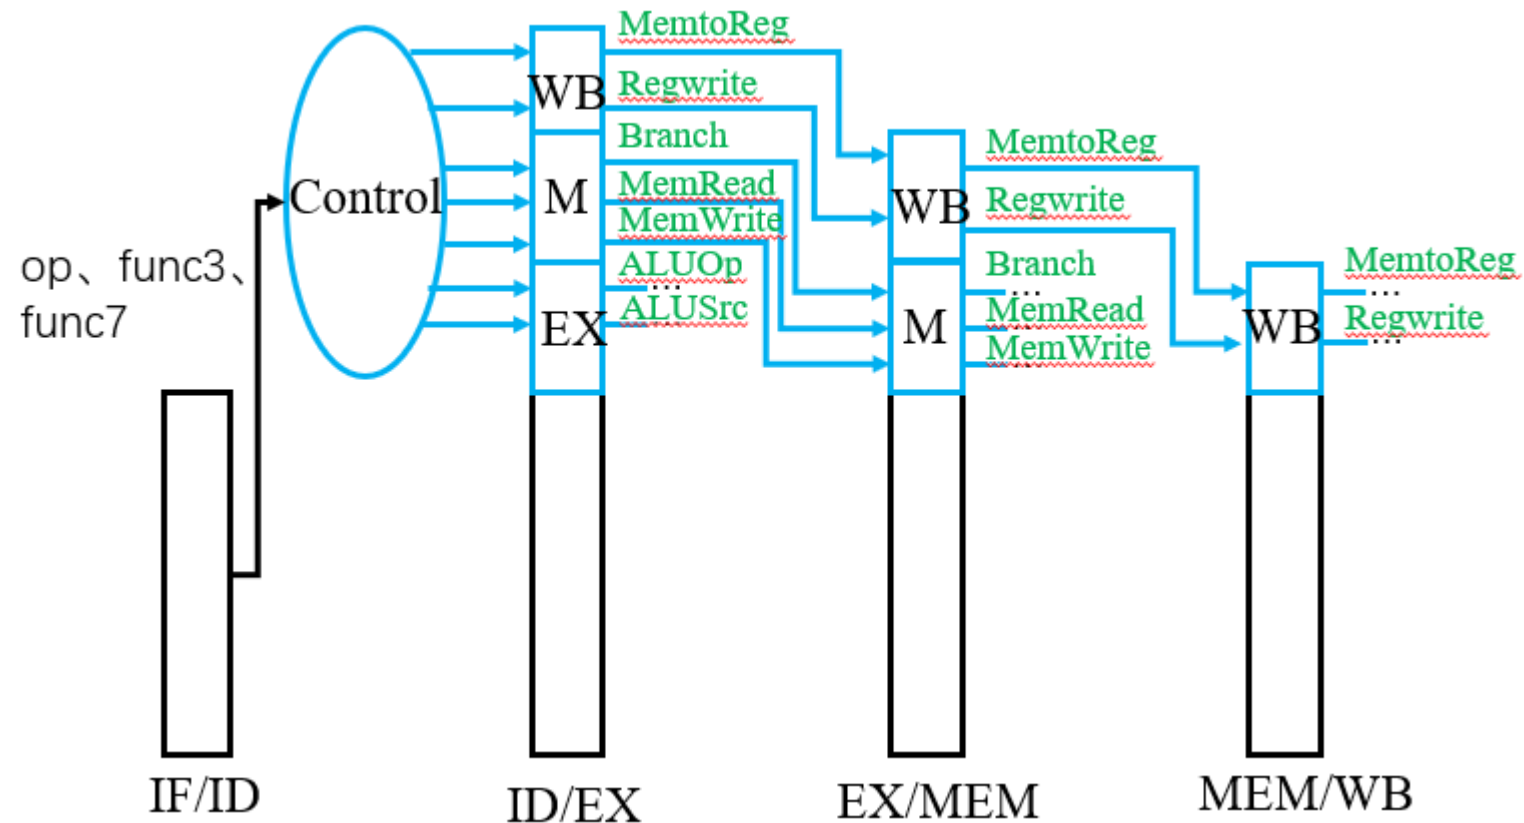 op、func3、
func7
Control
WB
M
EX
MemtoReg
Regwrite
Branch
MemRead
MemWrite
ALUOp
...
ALUSrc
...
WB
M
MemtoReg
Regwrite
Branch
...
MemRead
...
MemWrite
...
WB
MemtoReg
...
Regwrite
...
IF/ID
ID/EX
EX/MEM
MEM/WB